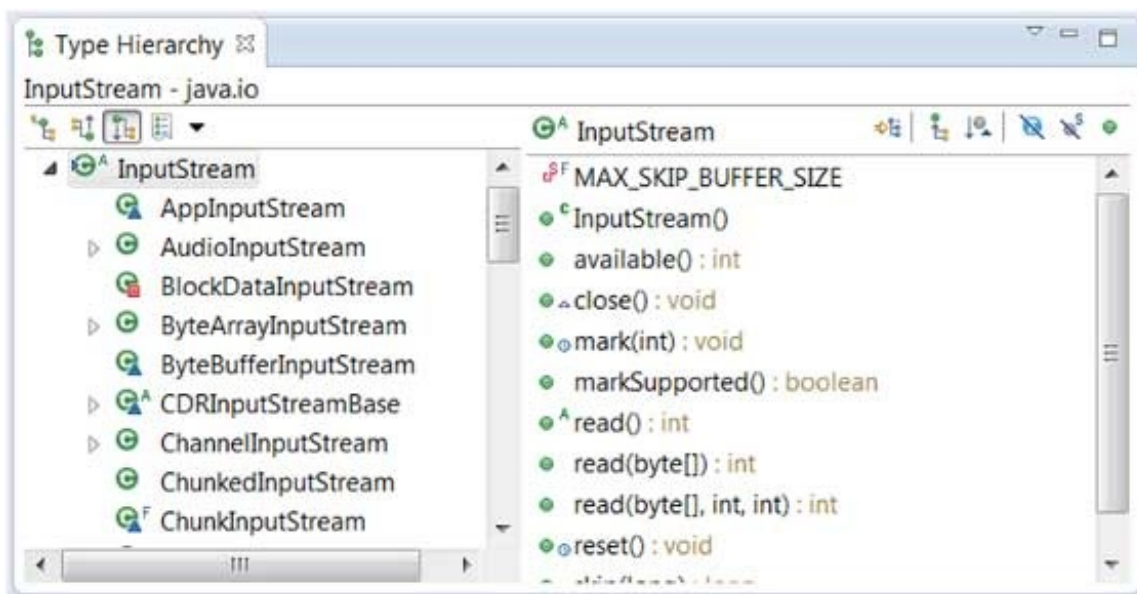 Type Hierarchy
InputStream - java.io
InputStream
AppInputStream
AudioInputStream
BlockDataInputStream
ByteArrayInputStream
ByteBufferInputStream
CDRInputStreamBase
ChannelInputStream
ChunkedInputStream
ChunkInputStream
InputStream
MAX_SKIP_BUFFER_SIZE
InputStream()
available() : int
close() : void
mark(int) : void
markSupported() : boolean
read() : int
read(byte[]) : int
read(byte[], int, int) : int
reset() : void